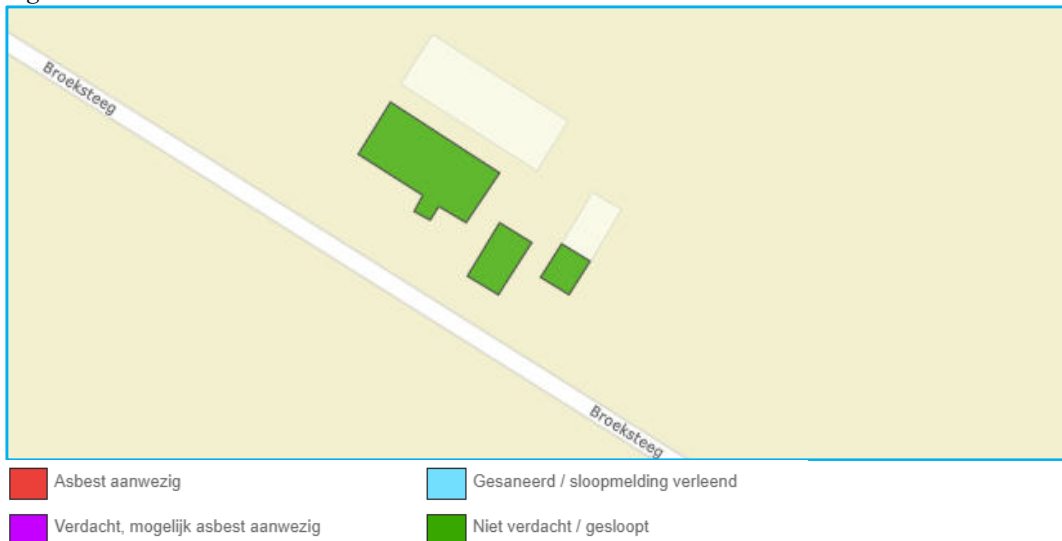 Broeksteeg
Broeksteeg
Asbest aanwezig
Gesaneerd / sloopmelding verleend
Verdacht, mogelijk asbest aanwezig
Niet verdacht / gesloopt